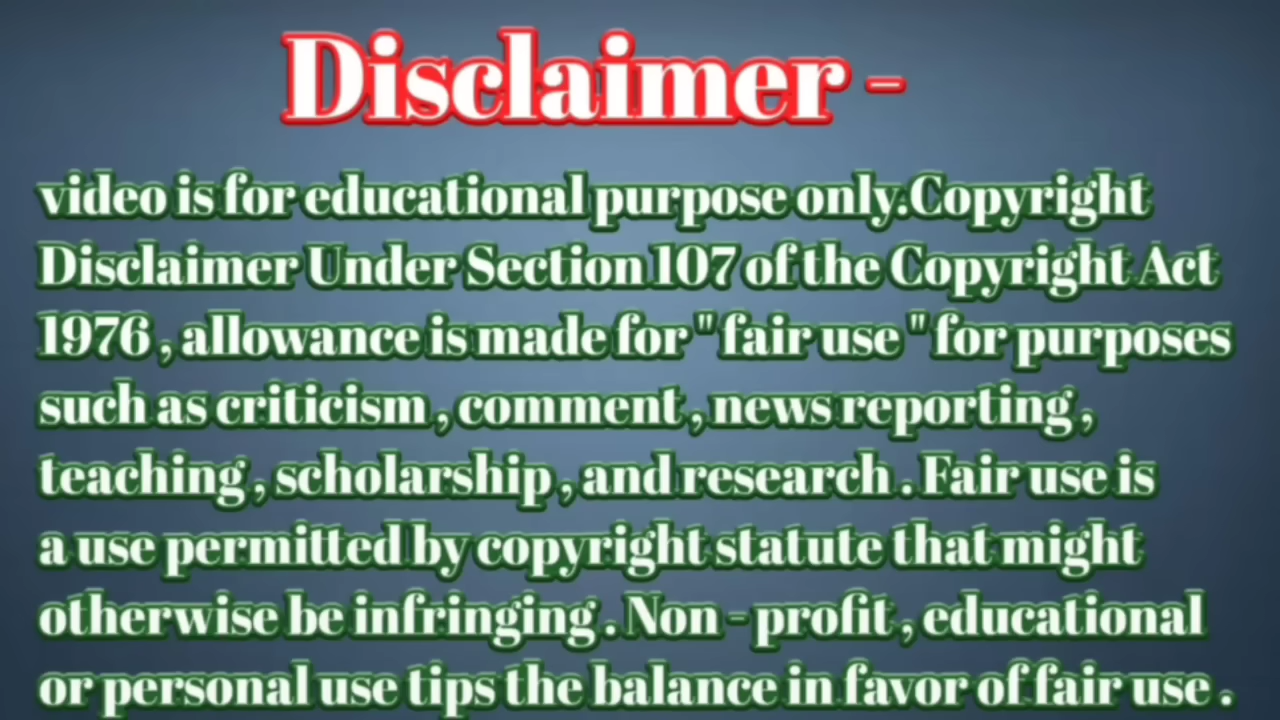 Disclaimer -
video is for educational purpose only.Copyright
Disclaimer Under Section 107 of the Copyright Act
1976 , allowance is made for " fair use " for purposes
such as criticism , comment , news reporting ,
teaching , scholarship , and research . Fair use is
a use permitted by copyright statute that might
otherwise be infringing . Non - profit , educational
or personal use tips the balance in favor of fair use .